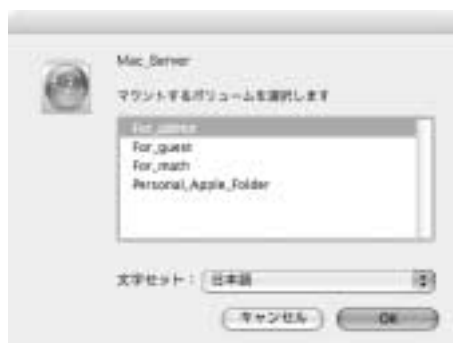 Mac_Server
マウントするボリュームを選択します
For_guest
For_math
Personal_Apple_Folder
文字セット： 日本語
キャンセル OK